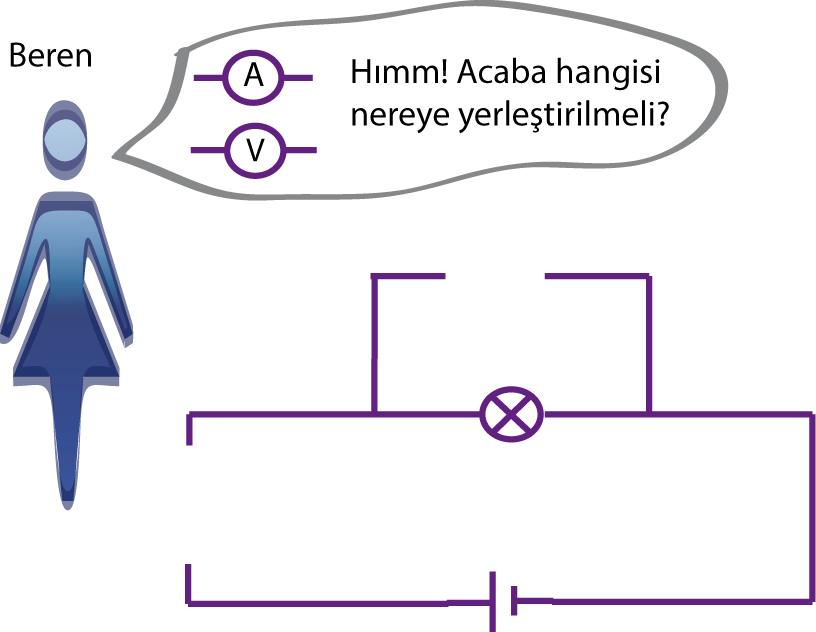 Beren
A
V
Hımm! Acaba hangisi
nereye yerleştirilmeli?